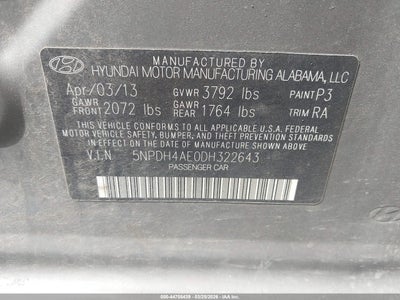 MANUFACTURED BY
HYUNDAI MOTOR MANUFACTURING ALABAMA, LLC
Apr/03/13 GVWR 3792 lbs PAINT P3
GAWR FRONT 2072 lbs GAWR REAR 1764 lbs TRIM RA
THIS VEHICLE CONFORMS TO ALL APPLICABLE U.S. FEDERAL
MOTOR VEHICLE SAFETY, BUMPER, AND THEFT PREVENTION
STANDARDS IN EFFECT ON THE DATE OF MANUFACTURE SHOWN ABOVE.
V.I.N 5NPDH4AE0DH322643
PASSENGER CAR